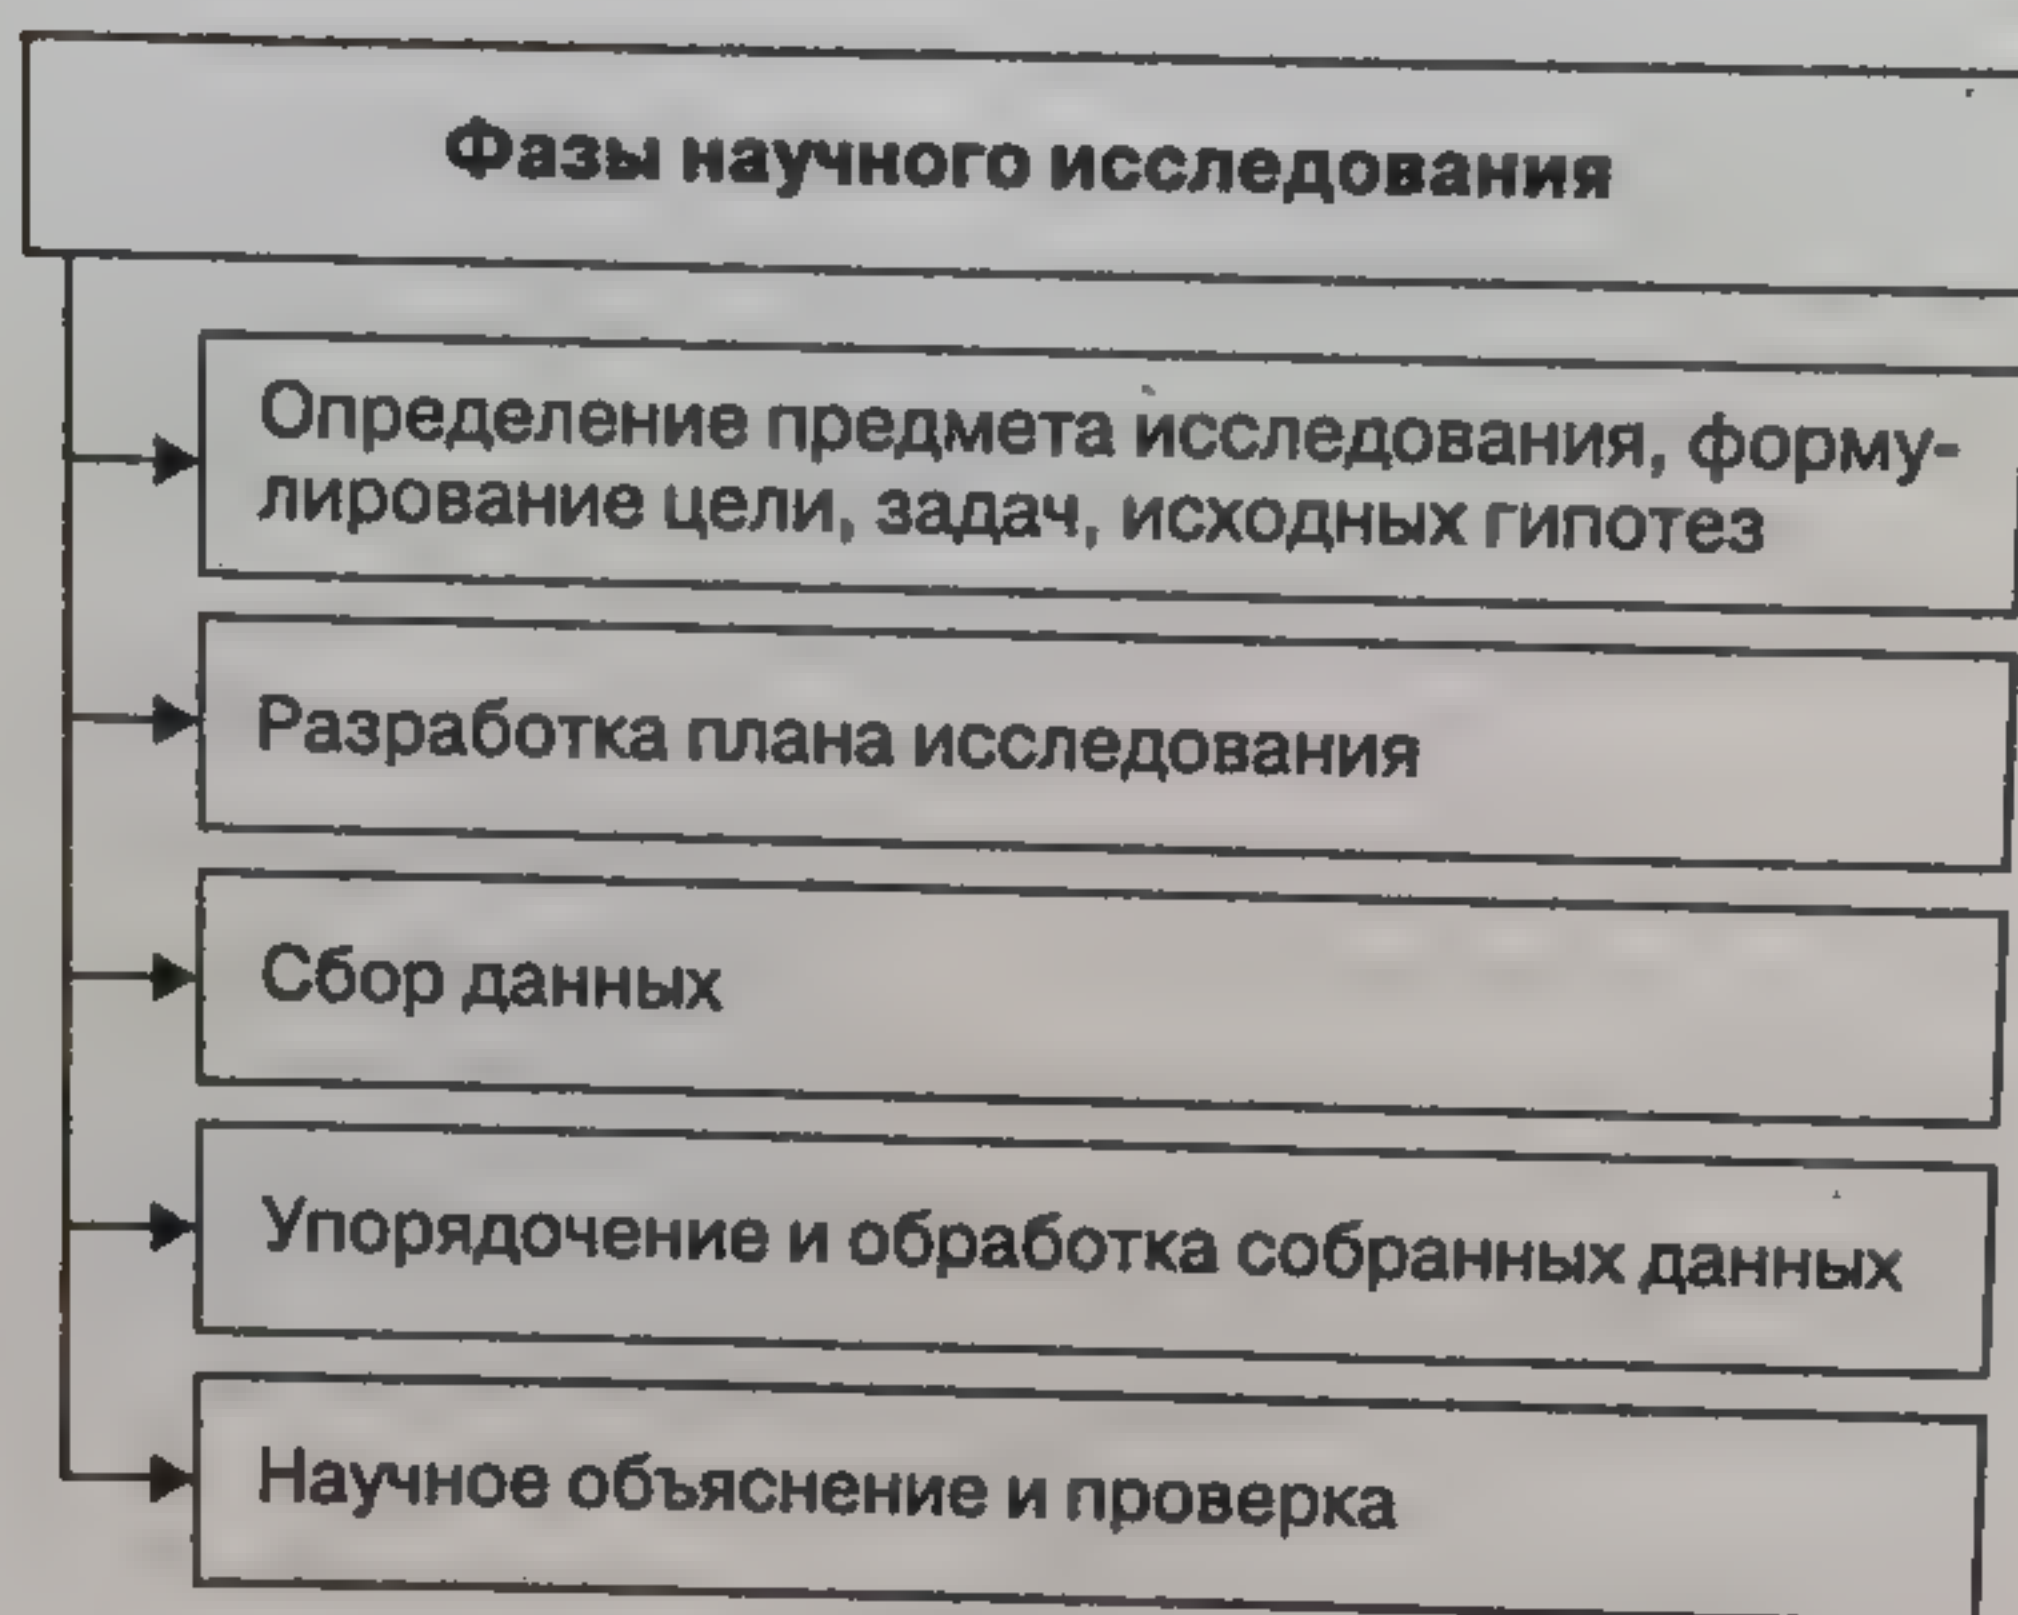 Фазы научного исследования
Определение предмета исследования, форму-
лирование цели, задач, исходных гипотез
Разработка плана исследования
Сбор данных
Упорядочение и обработка собранных данных
Научное объяснение и проверка